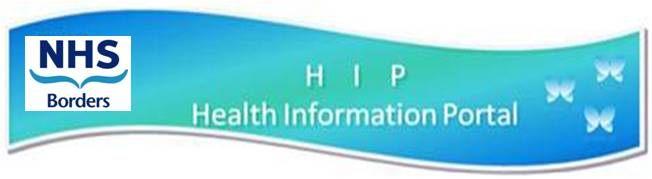 NHS
Borders
H I P
Health Information Portal